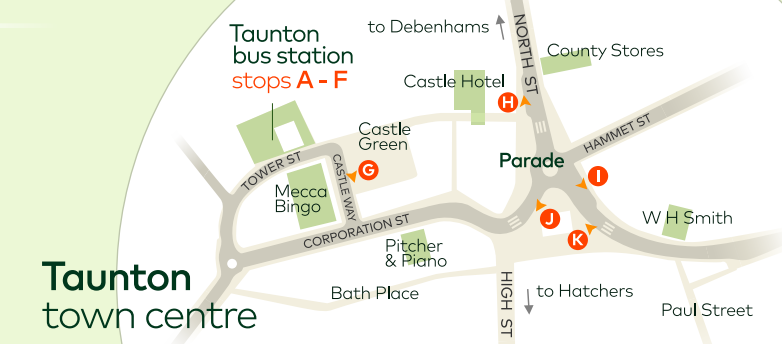 Taunton
bus station
stops A - F
to Debenhams
NORTH ST
County Stores
Castle Hotel
H
HAMMET ST
Castle
Green
Parade
TOWER ST
CASTLE WAY
G
I
Mecca
Bingo
J
W H Smith
CORPORATION ST
K
Pitcher
& Piano
Taunton
town centre
Bath Place
HIGH ST
to Hatchers
Paul Street